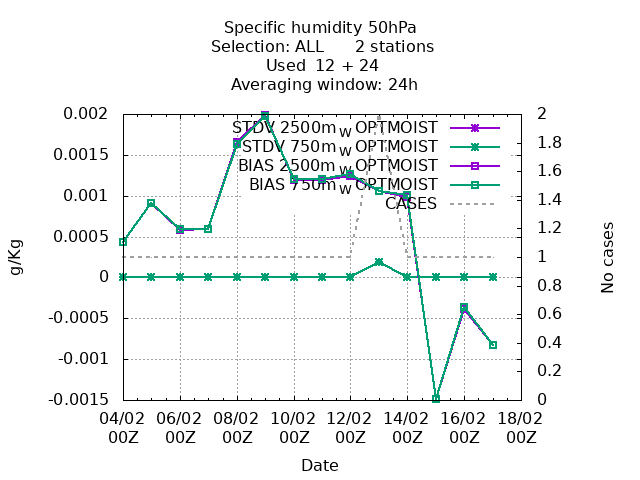 Specific humidity 50hPa
Selection: ALL 2 stations
Used 12 + 24
Averaging window: 24h
STDV 2500m_W OPTMOIST
STDV 750m_W OPTMOIST
BIAS 2500m_W OPTMOIST
BIAS 750m_W OPTMOIST
CASES
g/Kg
0.002
0.0015
0.001
0.0005
0
-0.0005
-0.001
-0.0015
No cases
2
1.8
1.6
1.4
1.2
1
0.8
0.6
0.4
0.2
0
04/02 06/02 08/02 10/02 12/02 14/02 16/02 18/02
00Z 00Z 00Z 00Z 00Z 00Z 00Z 00Z
Date